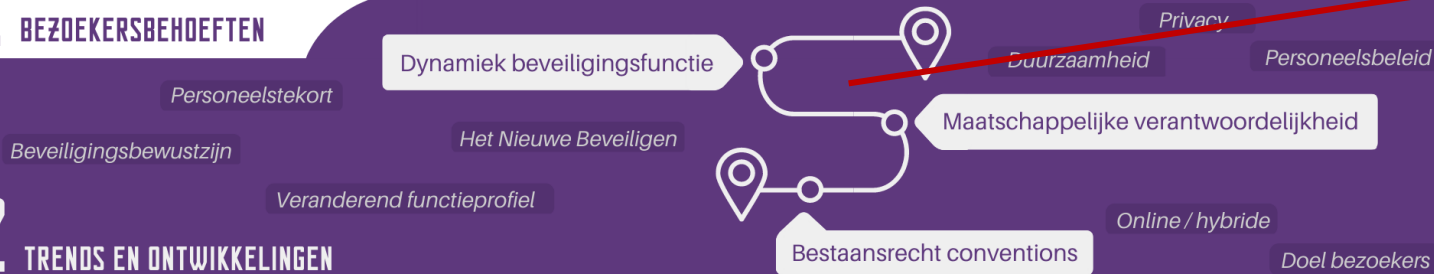 BEZOEKERSBEHOEFTEN
Privacy
Dynamiek beveiligingsfunctie
Duurzaamheid
Personeelsbeleid
Personeelstekort
Maatschappelijke verantwoordelijkheid
Het Nieuwe Beveiligen
Beveiligingsbewustzijn
Veranderend functieprofiel
Online / hybride
TRENDS EN ONTWIKKELINGEN
Bestaansrecht conventions
Doel bezoekers